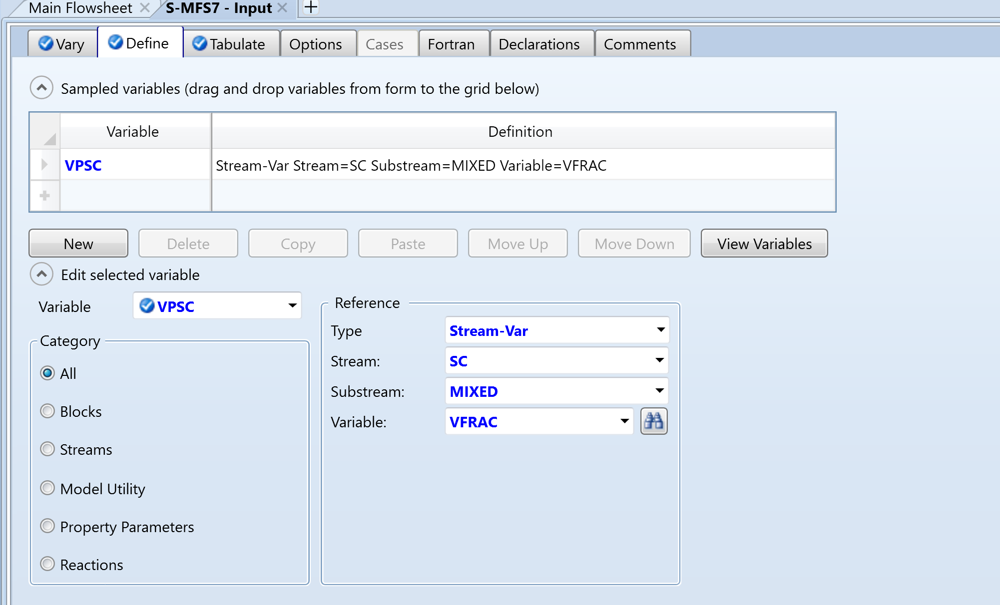 Main Flowsheet
S-MFS7 - Input
Vary Define Tabulate Options Cases Fortran Declarations Comments
Sampled variables (drag and drop variables from form to the grid below)
Variable Definition
VPSC Stream-Var Stream=SC Substream=MIXED Variable=VFRAC
New Delete Copy Paste Move Up Move Down View Variables
Edit selected variable
Variable VPSC
Category
All
Blocks
Streams
Model Utility
Property Parameters
Reactions
Reference
Type Stream-Var
Stream: SC
Substream: MIXED
Variable: VFRAC